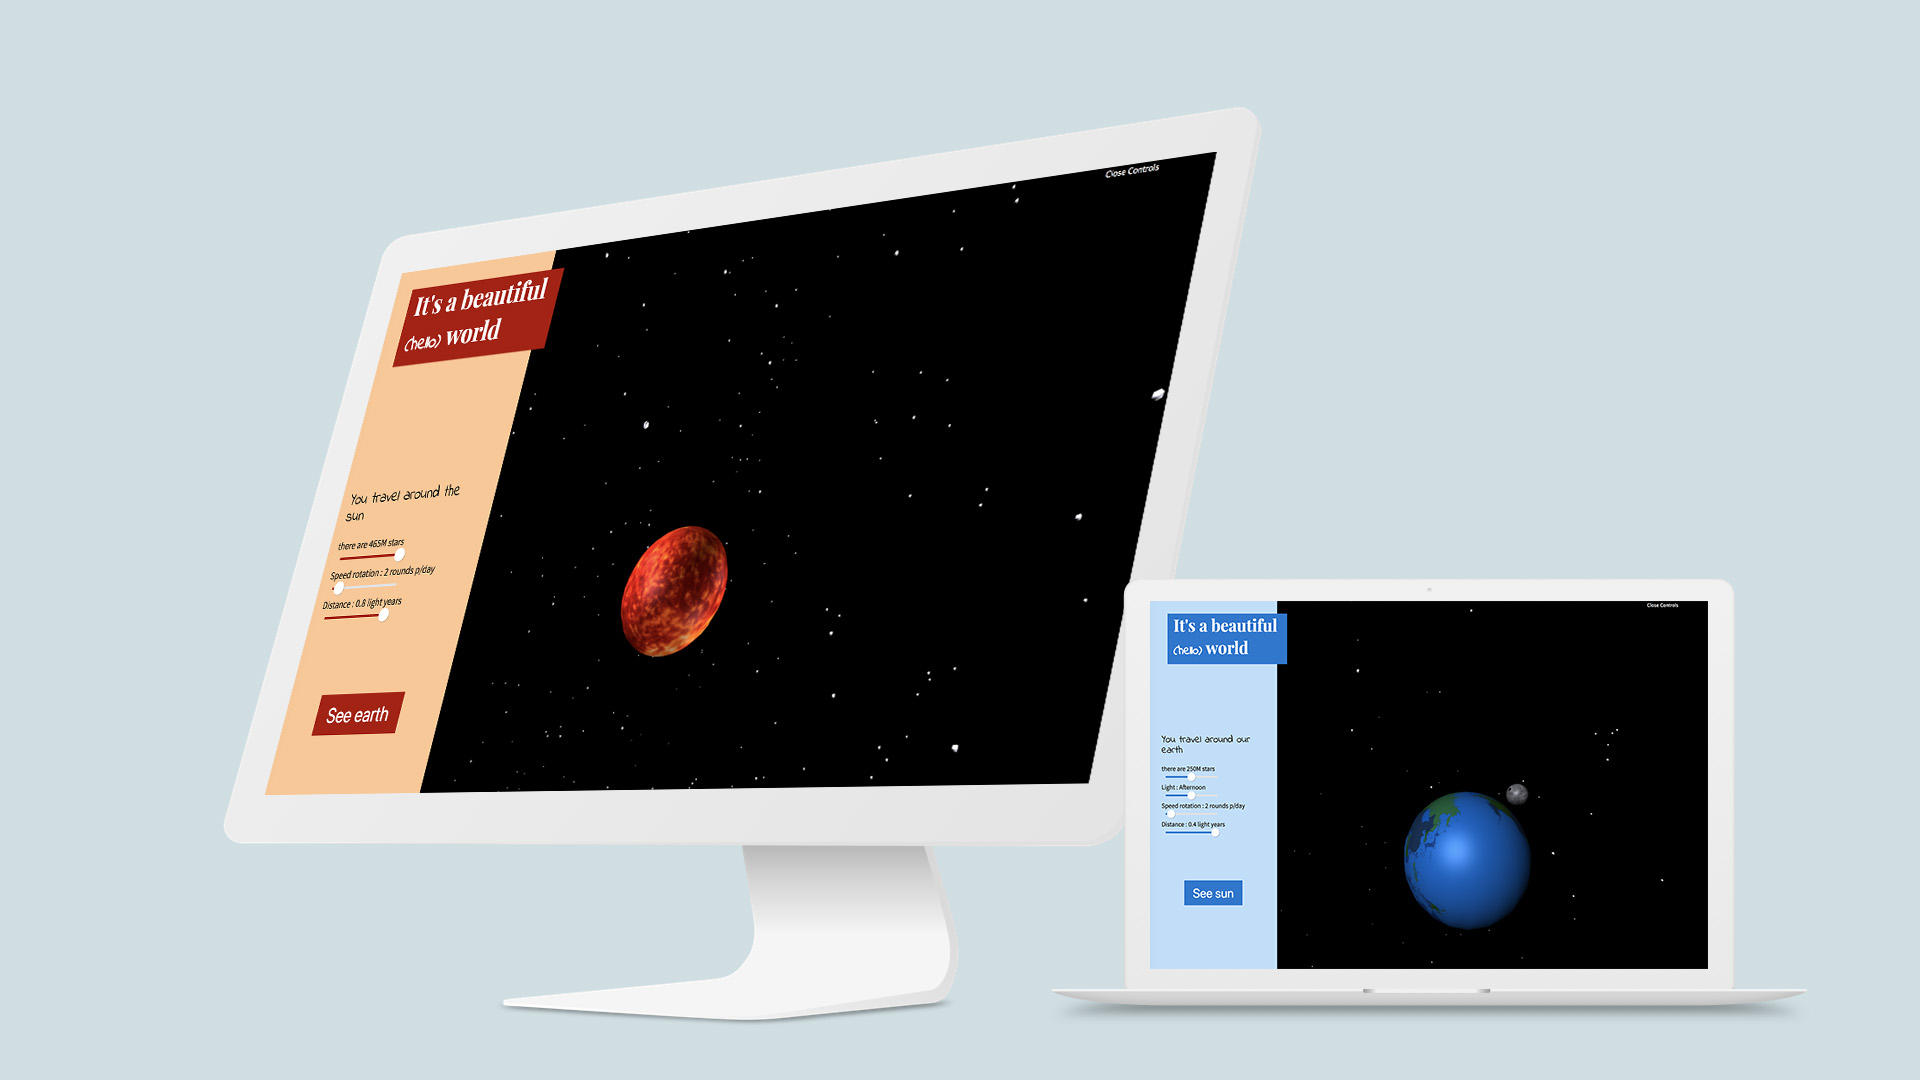 Close Controls
It's a beautiful
(hello) world
You travel around the
sun
there are 465M stars
Speed rotation : 2 rounds p/day
Distance : 0.8 light years
See earth
Close Controls
It's a beautiful
(hello) world
You travel around our
earth
there are 250M stars
Light : Afternoon
Speed rotation : 2 rounds p/day
Distance : 0.4 light years
See sun